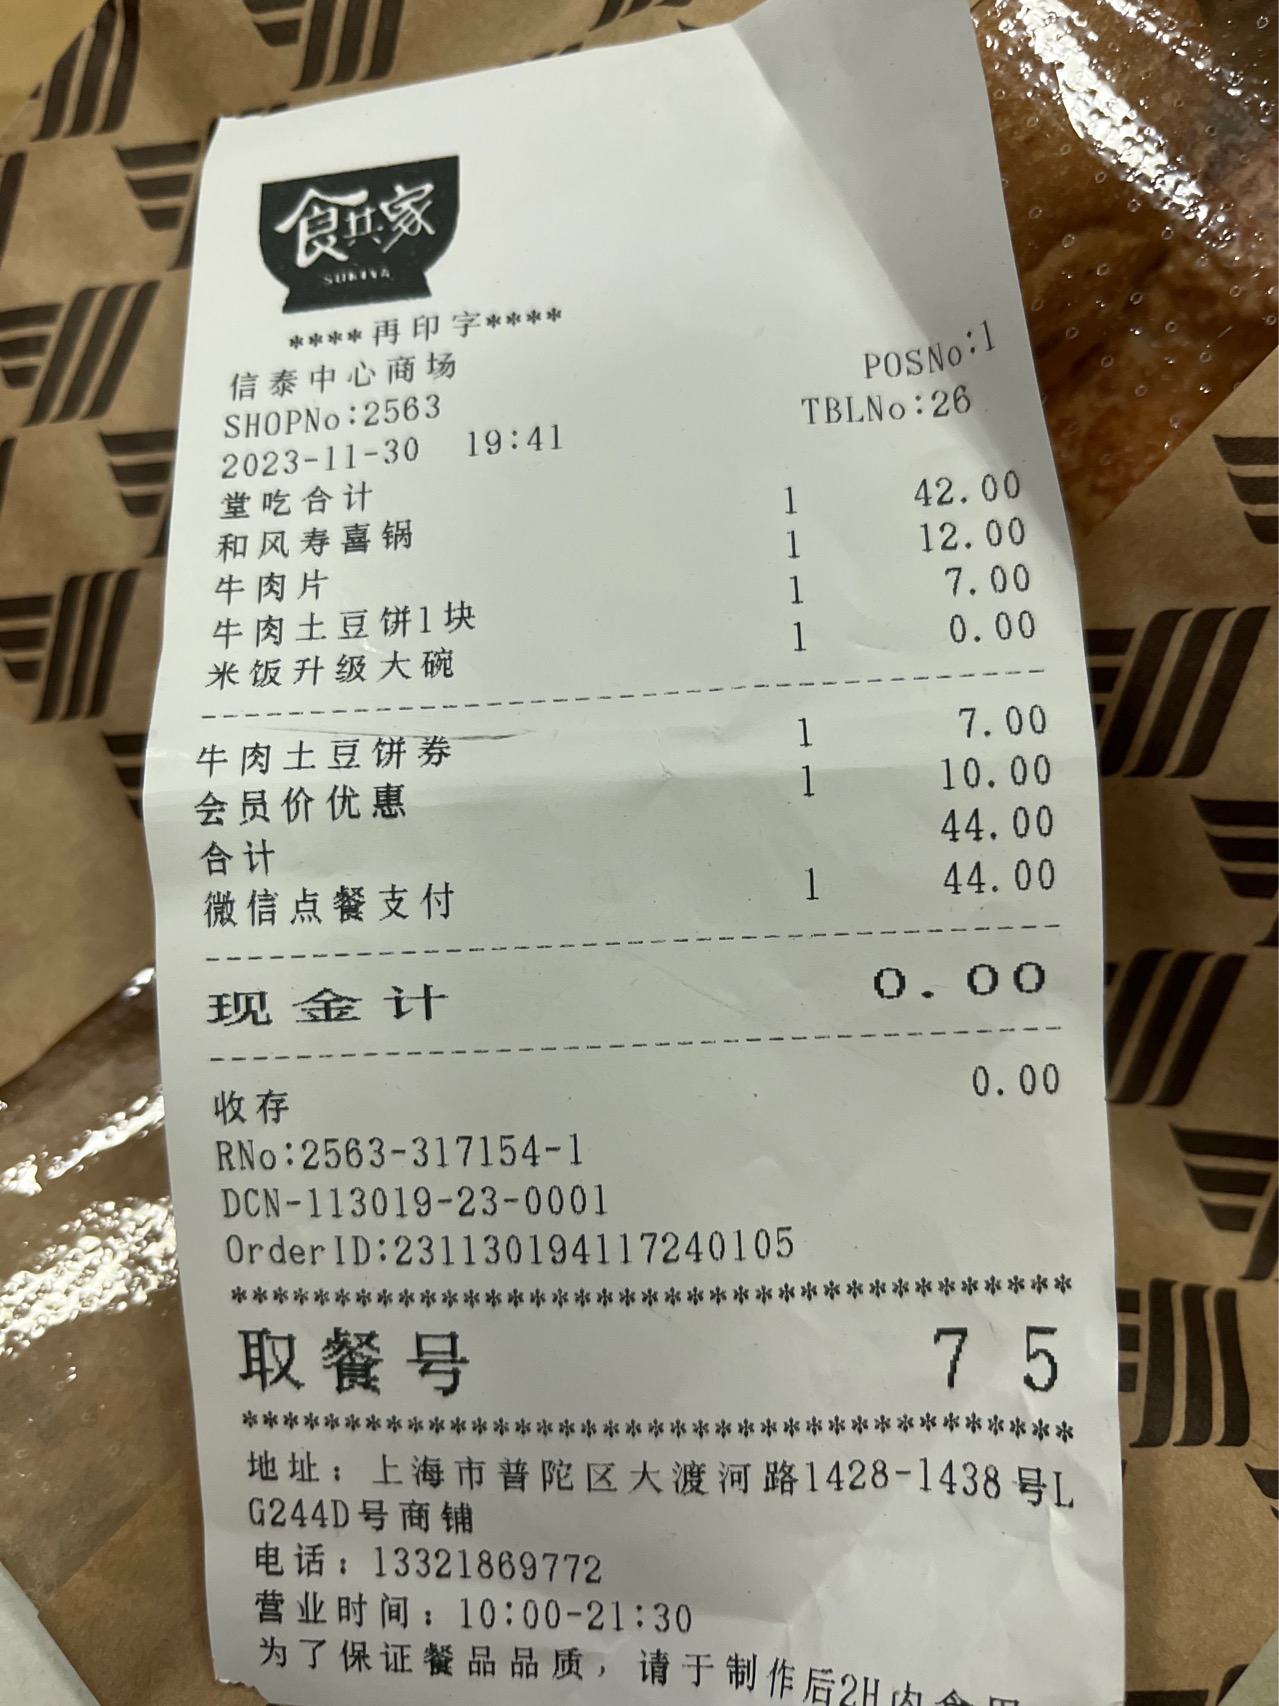 食其家
SUKIYA
****再印字****
信泰中心商场
SHOPNo:2563 POSNo:1
2023-11-30 19:41 TBLNo:26
堂吃合计
和风寿喜锅 1 42.00
牛肉片 1 12.00
牛肉土豆饼1块 1 7.00
米饭升级大碗 1 0.00
牛肉土豆饼券 1 7.00
会员价优惠 1 10.00
合计 44.00
微信点餐支付 1 44.00
现金计 0.00
收存 0.00
RNo:2563-317154-1
DCN-113019-23-0001
OrderID:231130194117240105
****************************************
取餐号 75
****************************************
地址：上海市普陀区大渡河路1428-1438号L
G244D号商铺
电话：13321869772
营业时间：10:00-21:30
为了保证餐品品质，请于制作后2H内食